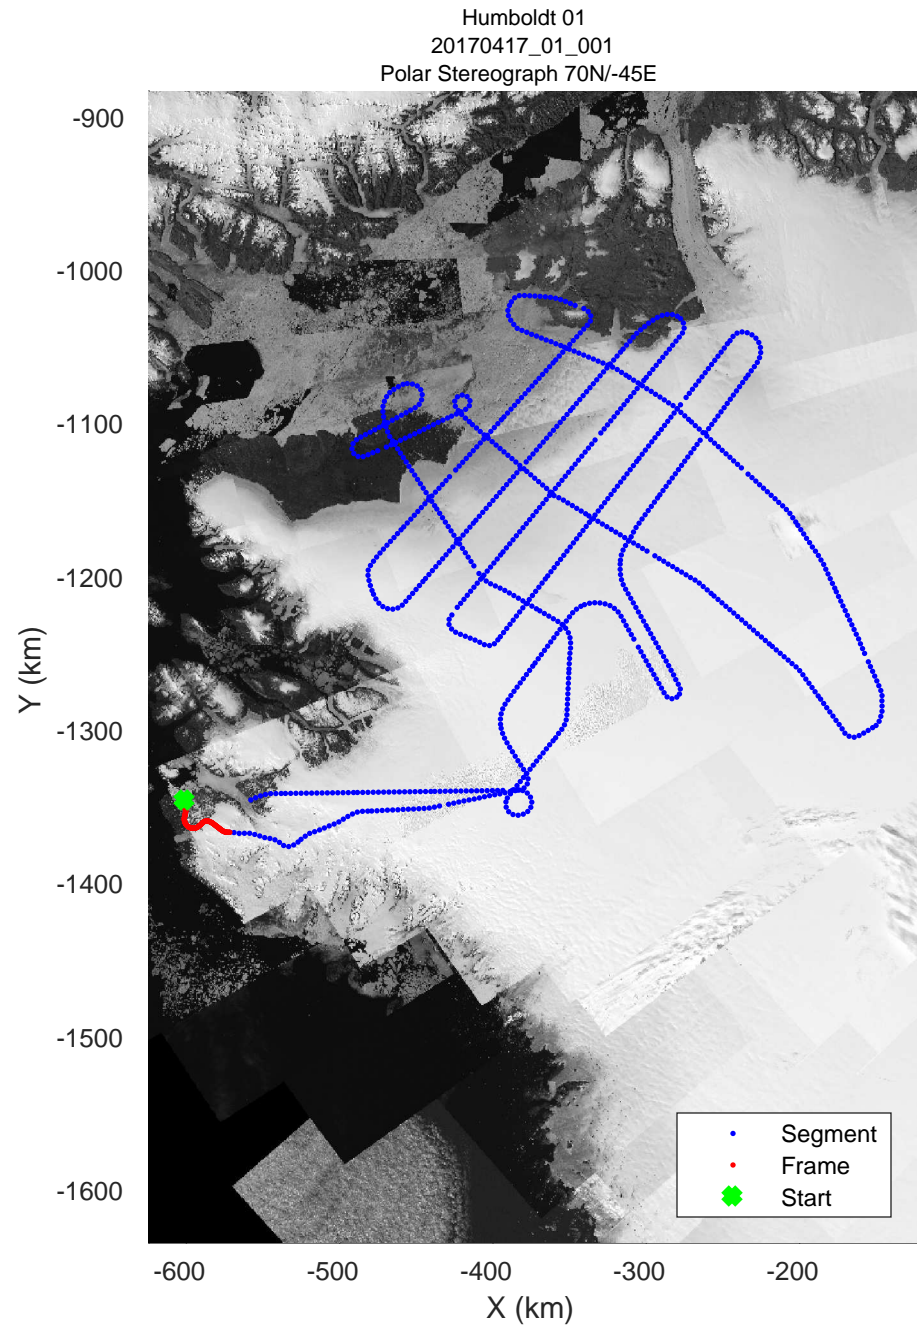 Humboldt 01
20170417_01_001
Polar Stereograph 70N/-45E
-900
-1000
-1100
-1200
-1300
-1400
-1500
-1600
Y (km)
Segment
Frame
Start
-600 -500 -400 -300 -200
X (km)